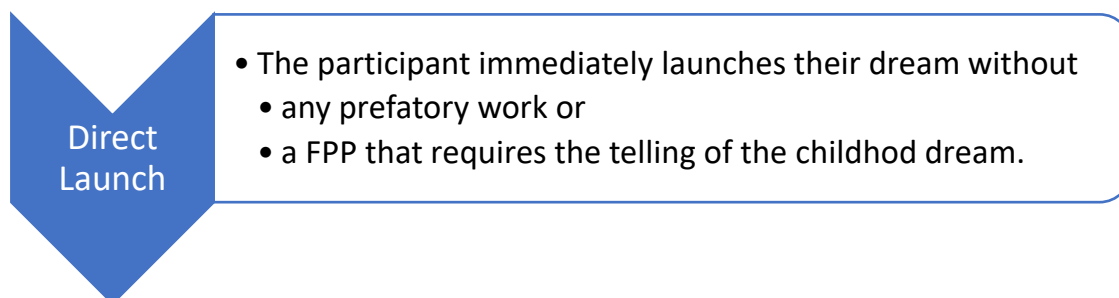 Direct
Launch
• The participant immediately launches their dream without
• any prefatory work or
• a FPP that requires the telling of the childhod dream.